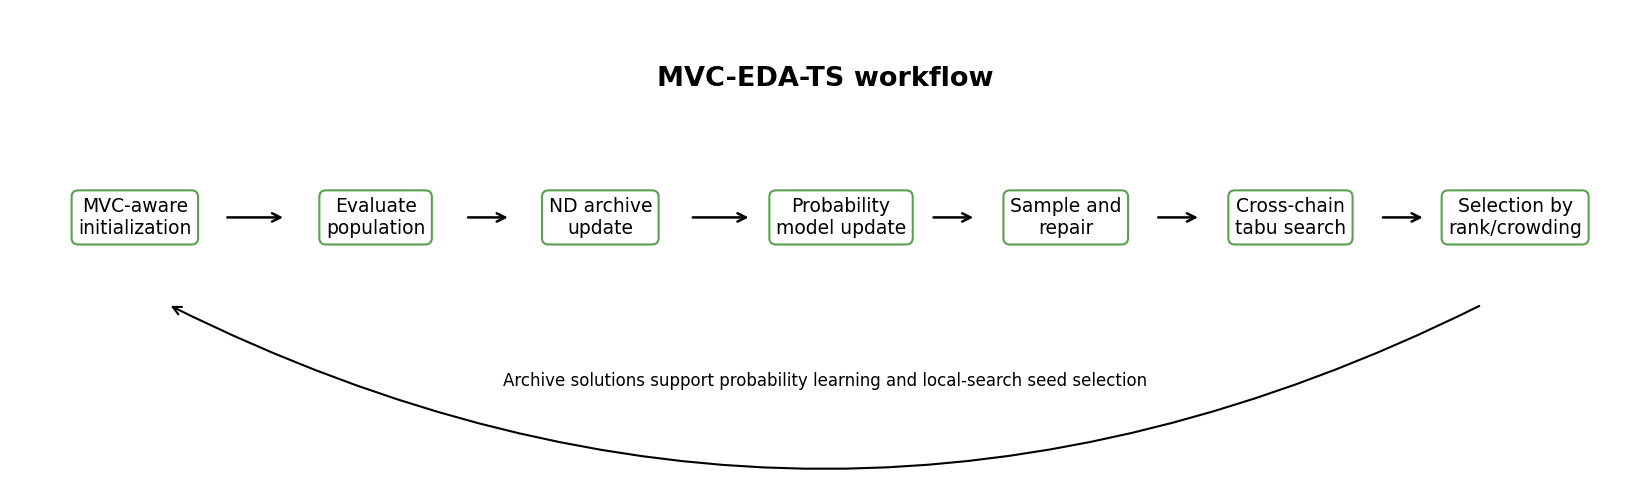 MVC-EDA-TS workflow
MVC-aware
initialization
Evaluate
population
ND archive
update
Probability
model update
Sample and
repair
Cross-chain
tabu search
Selection by
rank/crowding
Archive solutions support probability learning and local-search seed selection